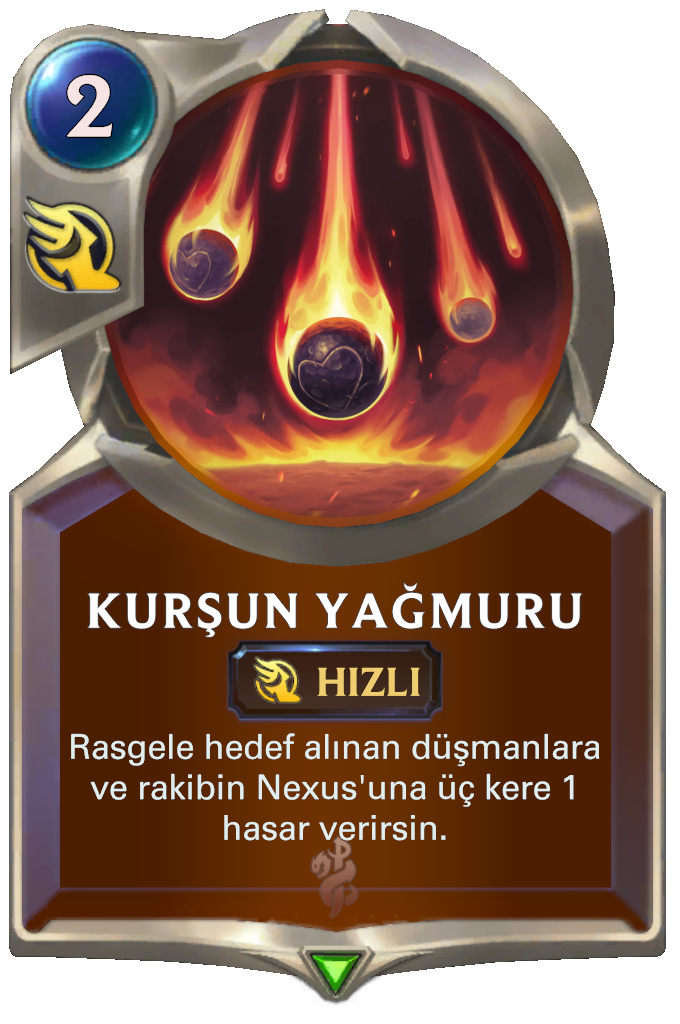 2
KURŞUN YAĞMURU
HIZLI
Rasgele hedef alınan düşmanlara
ve rakibin Nexus'una üç kere 1
hasar verirsin.